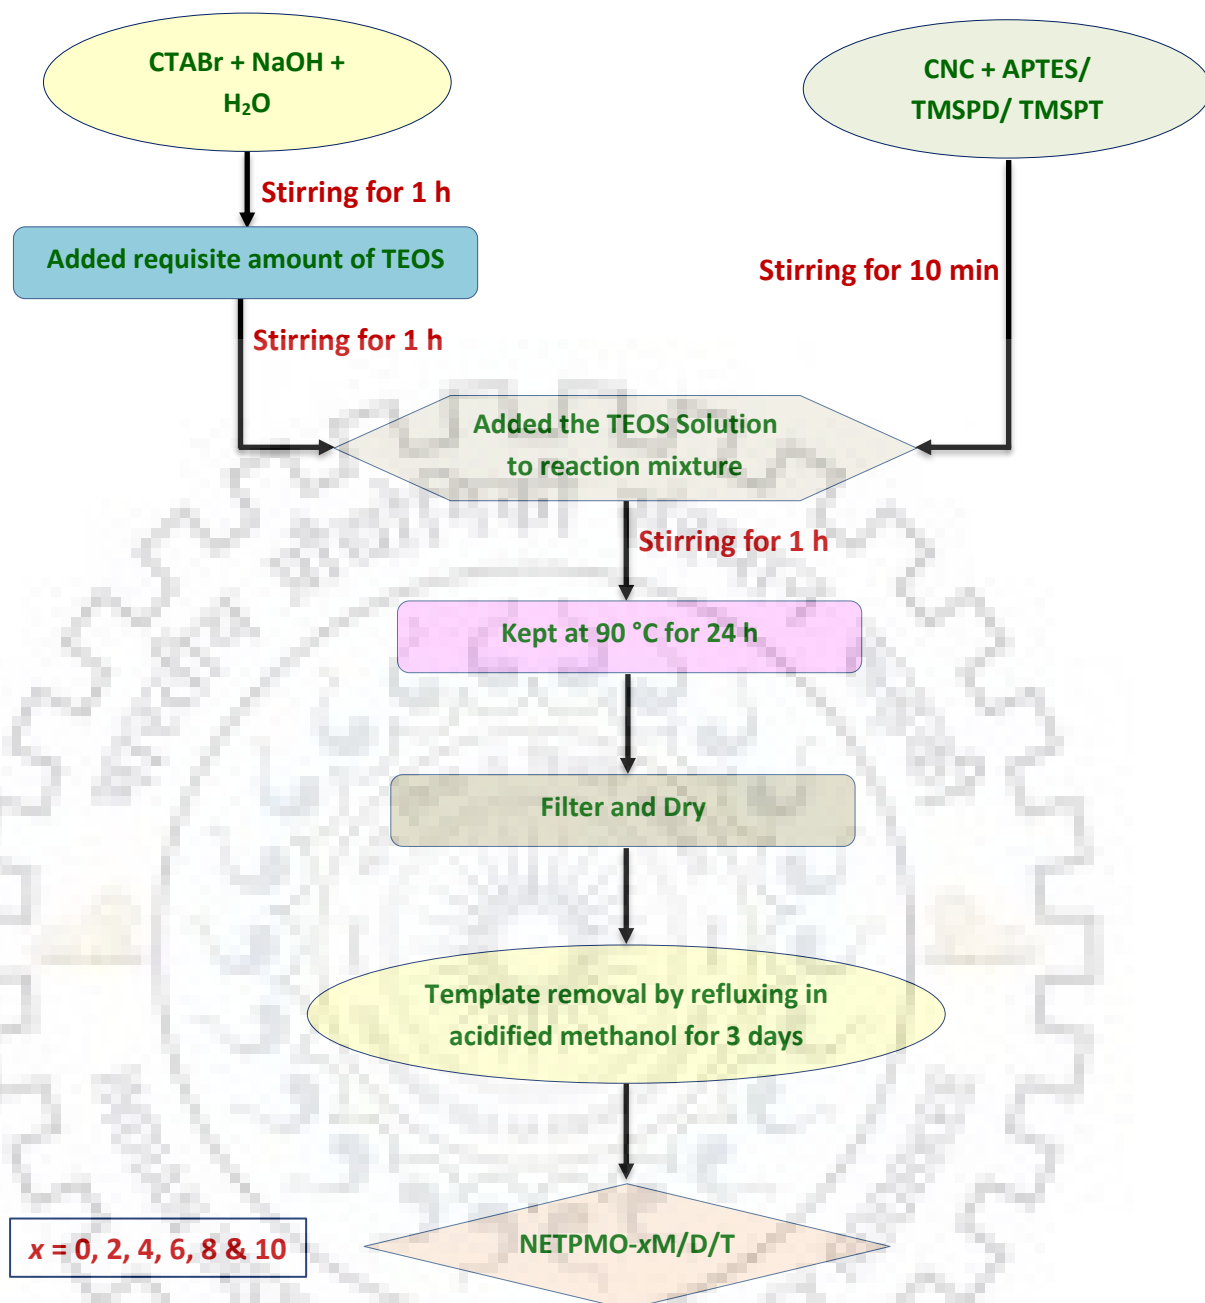 CTABr + NaOH +
H₂O
CNC + APTES/
TMSPD/ TMSPT
Stirring for 1 h
Added requisite amount of TEOS
Stirring for 10 min
Stirring for 1 h
Added the TEOS Solution
to reaction mixture
Stirring for 1 h
Kept at 90 °C for 24 h
Filter and Dry
Template removal by refluxing in
acidified methanol for 3 days
NETPMO-xM/D/T
x = 0, 2, 4, 6, 8 & 10